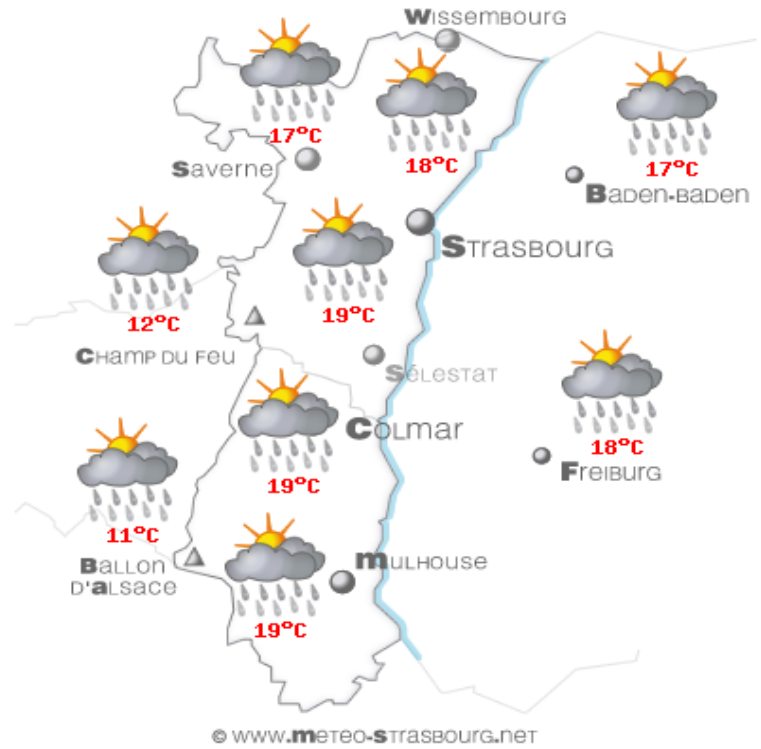 Wissembourg
17°C
18°C
17°C
Saverne
Baden-Baden
Strasbourg
12°C
19°C
Champ du Feu
Sélestat
Colmar
18°C
Freiburg
19°C
11°C
Ballon
d'Alsace
Mulhouse
19°C
© www.meteo-strasbourg.net